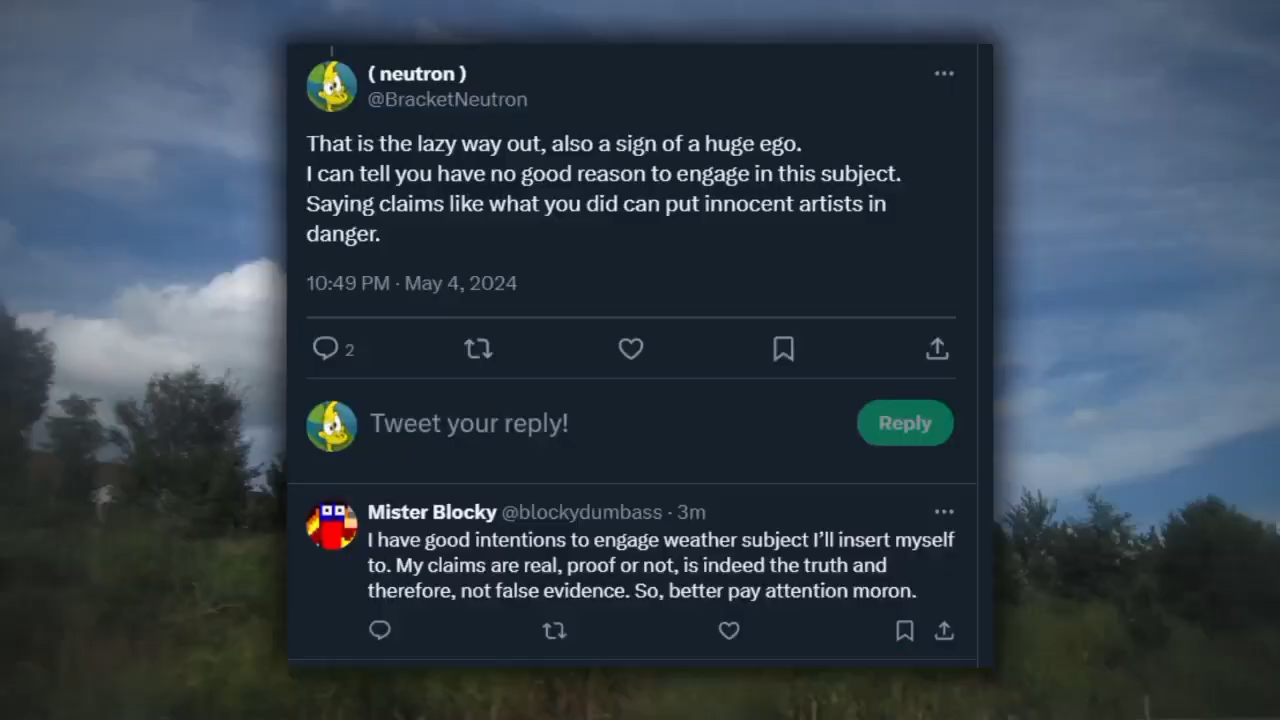 ( neutron )
@BracketNeutron
That is the lazy way out, also a sign of a huge ego.
I can tell you have no good reason to engage in this subject.
Saying claims like what you did can put innocent artists in
danger.
10:49 PM · May 4, 2024
2
Tweet your reply!
Reply
Mister Blocky @blockydumbass · 3m
I have good intentions to engage weather subject I'll insert myself
to. My claims are real, proof or not, is indeed the truth and
therefore, not false evidence. So, better pay attention moron.